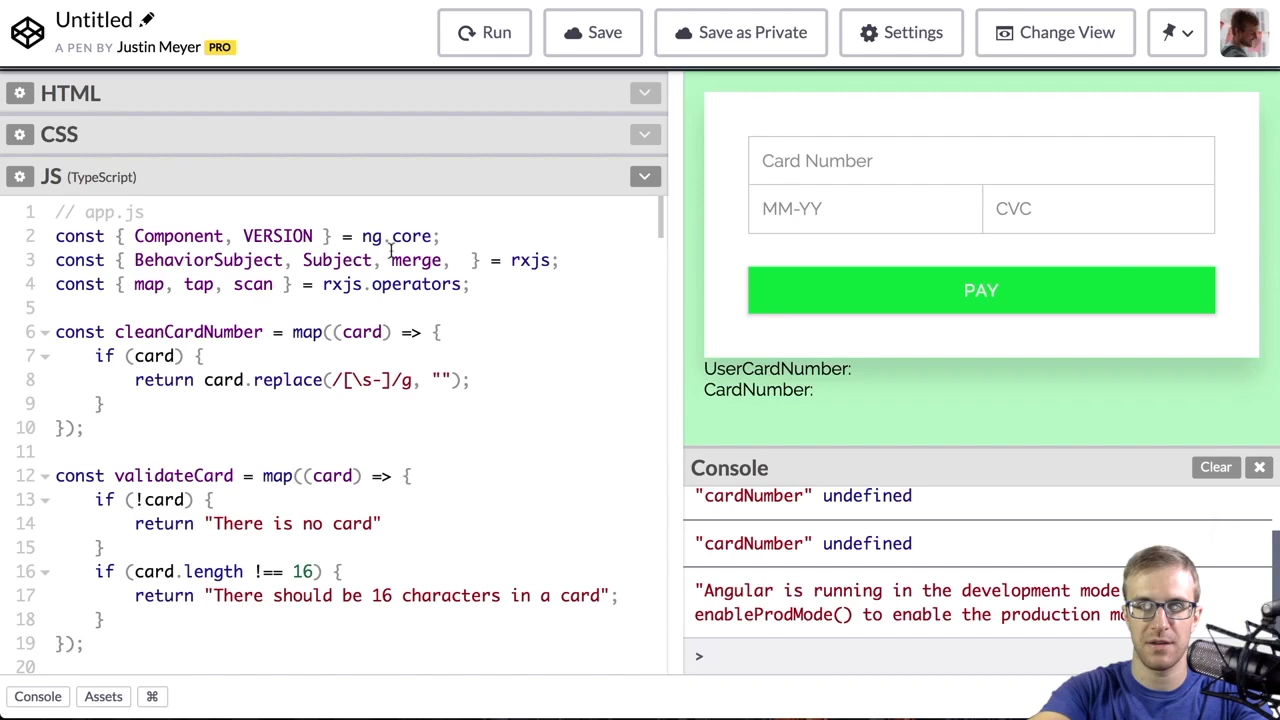 Untitled
A PEN BY Justin Meyer PRO
Run
Save
Save as Private
Settings
Change View
HTML
CSS
JS (TypeScript)
1 // app.js
2 const { Component, VERSION } = ng.core;
3 const { BehaviorSubject, Subject, merge,  } = rxjs;
4 const { map, tap, scan } = rxjs.operators;
5
6 const cleanCardNumber = map((card) => {
7 if (card) {
8 return card.replace(/[\s-]/g, "");
9 }
10 });
11
12 const validateCard = map((card) => {
13 if (!card) {
14 return "There is no card"
15 }
16 if (card.length !== 16) {
17 return "There should be 16 characters in a card";
18 }
19 });
20
Card Number
MM-YY CVC
PAY
UserCardNumber:
CardNumber:
Console Clear
"cardNumber" undefined
"cardNumber" undefined
"Angular is running in the development mode
enableProdMode() to enable the production
>
Console Assets ⌘